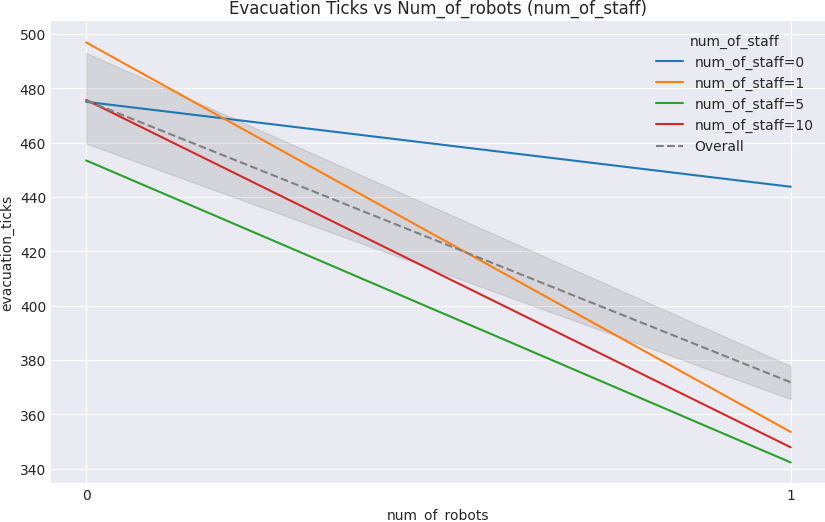 Evacuation Ticks vs Num_of_robots (num_of_staff)
500
480
460
440
420
400
380
360
340
evacuation_ticks
num_of_staff
num_of_staff=0
num_of_staff=1
num_of_staff=5
num_of_staff=10
Overall
0
1
num_of_robots